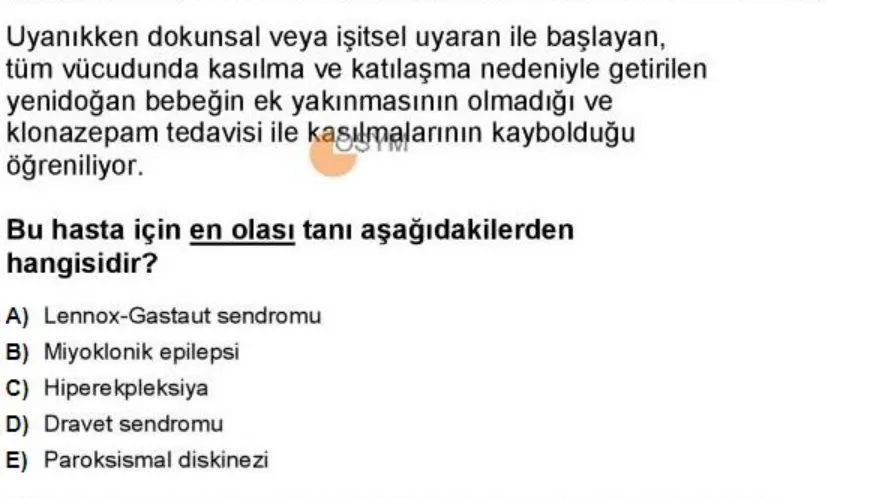 Uyanıkken dokunsal veya işitsel uyaran ile başlayan,
tüm vücudunda kasılma ve katılaşma nedeniyle getirilen
yenidoğan bebeğin ek yakınmasının olmadığı ve
klonazepam tedavisi ile kasılmalarının kaybolduğu
ÖSYM
öğreniliyor.
Bu hasta için en olası tanı aşağıdakilerden
hangisidir?
A) Lennox-Gastaut sendromu
B) Miyoklonik epilepsi
C) Hiperekpleksiya
D) Dravet sendromu
E) Paroksismal diskinezi